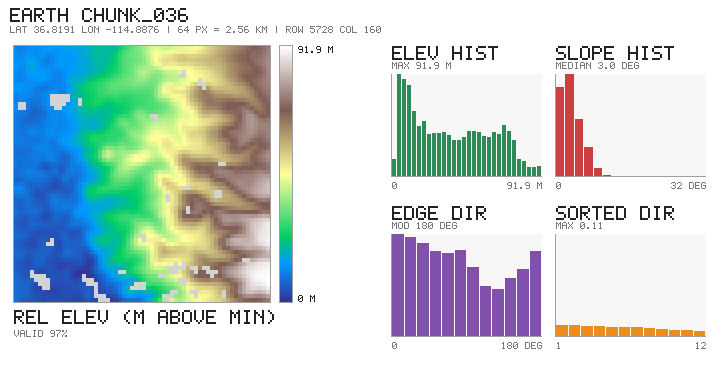 EARTH CHUNK_036
LAT 36.8191 LON -114.8876 | 64 PX = 2.56 KM | ROW 5728 COL 160
91.9 M
0 M
REL ELEV (M ABOVE MIN)
VALID 97%
ELEV HIST
MAX 91.9 M
0 91.9 M
SLOPE HIST
MEDIAN 3.0 DEG
0 32 DEG
EDGE DIR
MOD 180 DEG
0 180 DEG
SORTED DIR
MAX 0.11
1 12